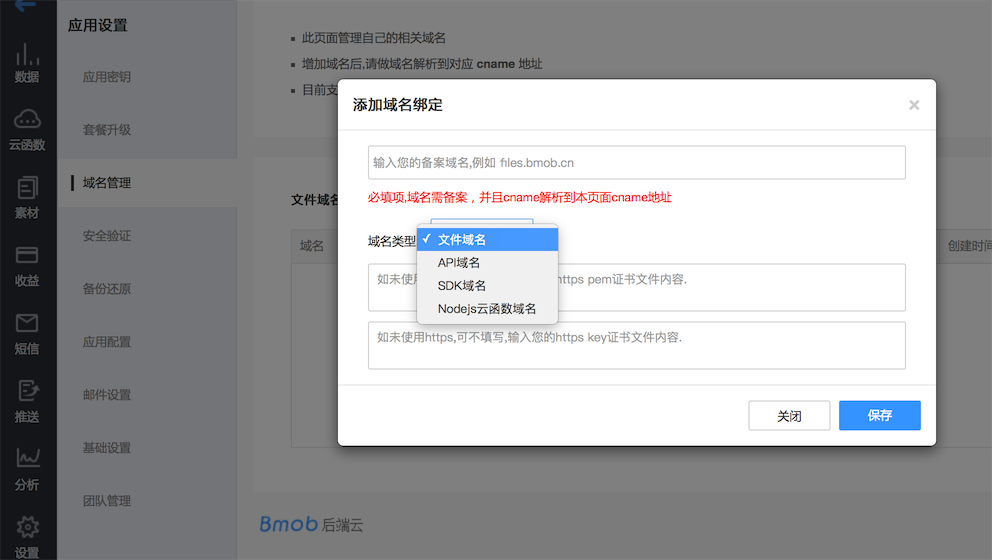 应用设置
数据
云函数
素材
收益
短信
推送
分析
设置
应用密钥
套餐升级
域名管理
安全验证
备份还原
应用配置
邮件设置
基础设置
团队管理
此页面管理自己的相关域名
增加域名后,请做域名解析到对应 cname 地址
目前支
文件域名
域名
创建时间
添加域名绑定
×
输入您的备案域名,例如 files.bmob.cn
必填项,域名需备案，并且cname解析到本页面cname地址
域名类型
✓ 文件域名
API域名
SDK域名
Nodejs云函数域名
如未使用 https pem证书文件内容.
如未使用https,可不填写,输入您的https key证书文件内容.
关闭
保存
Bmob 后端云